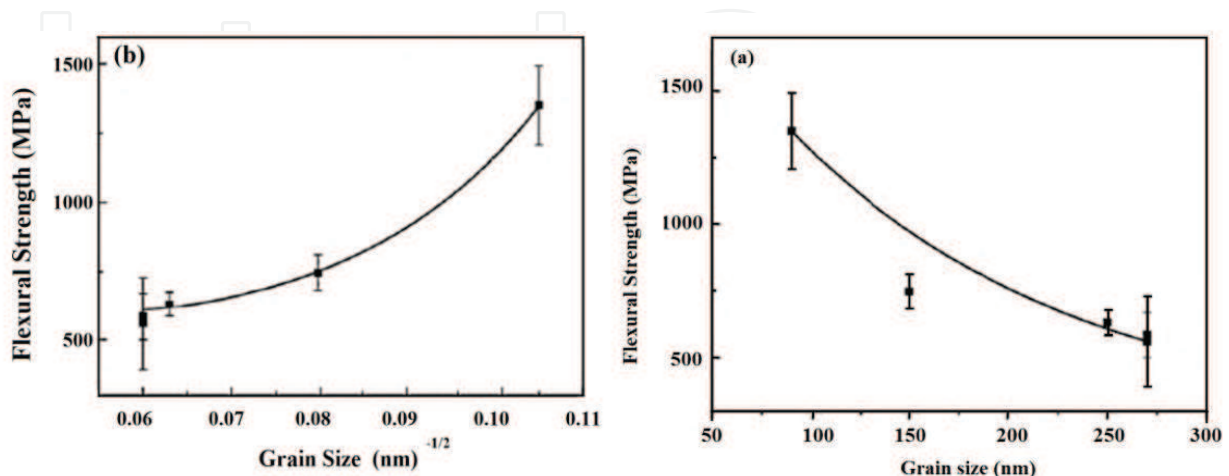 (b)
Flexural Strength (MPa)
1500
1000
500
0.06 0.07 0.08 0.09 0.10 0.11
Grain Size (nm) -1/2
(a)
Flexural Strength (MPa)
1500
1000
500
50 100 150 200 250 300
Grain size (nm)